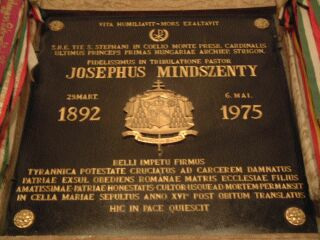 VITA HUMILIAVIT - MORS EXALTAVIT
S.R.E. TIT. S. STEPHANI IN COELIO MONTE PRESB. CARDINALIS
ULTIMUS PRINCEPS PRIMAS HUNGARIAE ARCHIEP. STRIGON.
FIDELISSIMUS IN TRIBULATIONE PASTOR
JOSEPHUS MINDSZENTY
29.MART. 6.MAI.
1892 1975
BELLI IMPETU FIRMUS
TYRANNICA POTESTATE CRUCIATUS AD CARCEREM DAMNATUS
PATRIAE EXSUL OBEDIENS ROMANAE MATRIS ECCLESIAE FILIUS
AMATISSIMAE·PATRIAE·HONESTATIS·CULTOR·USQUE·AD·MORTEM·PERMANSIT
IN CELLA MARIAE SEPULTUS ANNO XVIº POST OBITUM TRANSLATUS
HIC IN PACE QUIESCIT